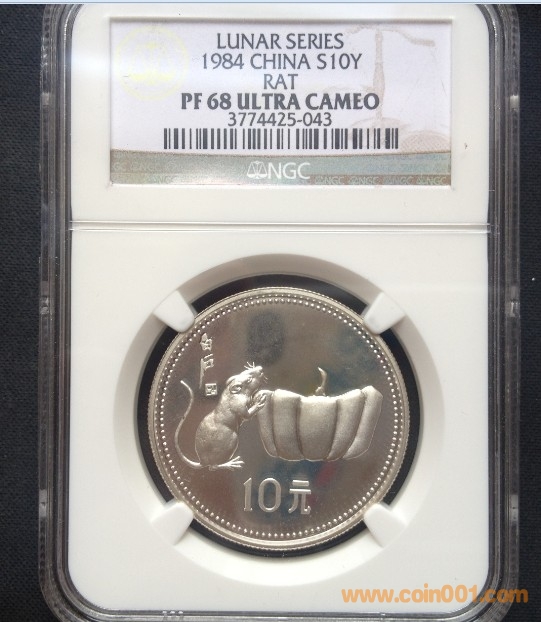 LUNAR SERIES
1984 CHINA S10Y
RAT
PF 68 ULTRA CAMEO
3774425-043
NGC
10元
www.coin001.com